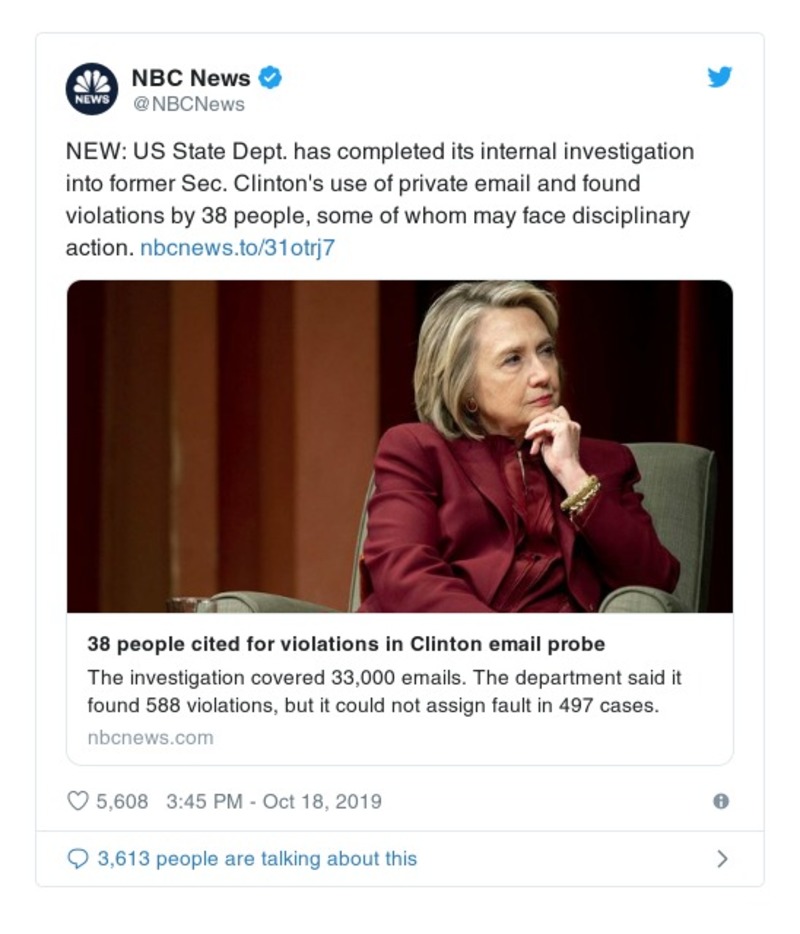 NBC News
NEWS
@NBCNews
NEW: US State Dept. has completed its internal investigation
into former Sec. Clinton's use of private email and found
violations by 38 people, some of whom may face disciplinary
action. nbcnews.to/31otrj7
38 people cited for violations in Clinton email probe
The investigation covered 33,000 emails. The department said it
found 588 violations, but it could not assign fault in 497 cases.
nbcnews.com
5,608 3:45 PM - Oct 18, 2019
3,613 people are talking about this